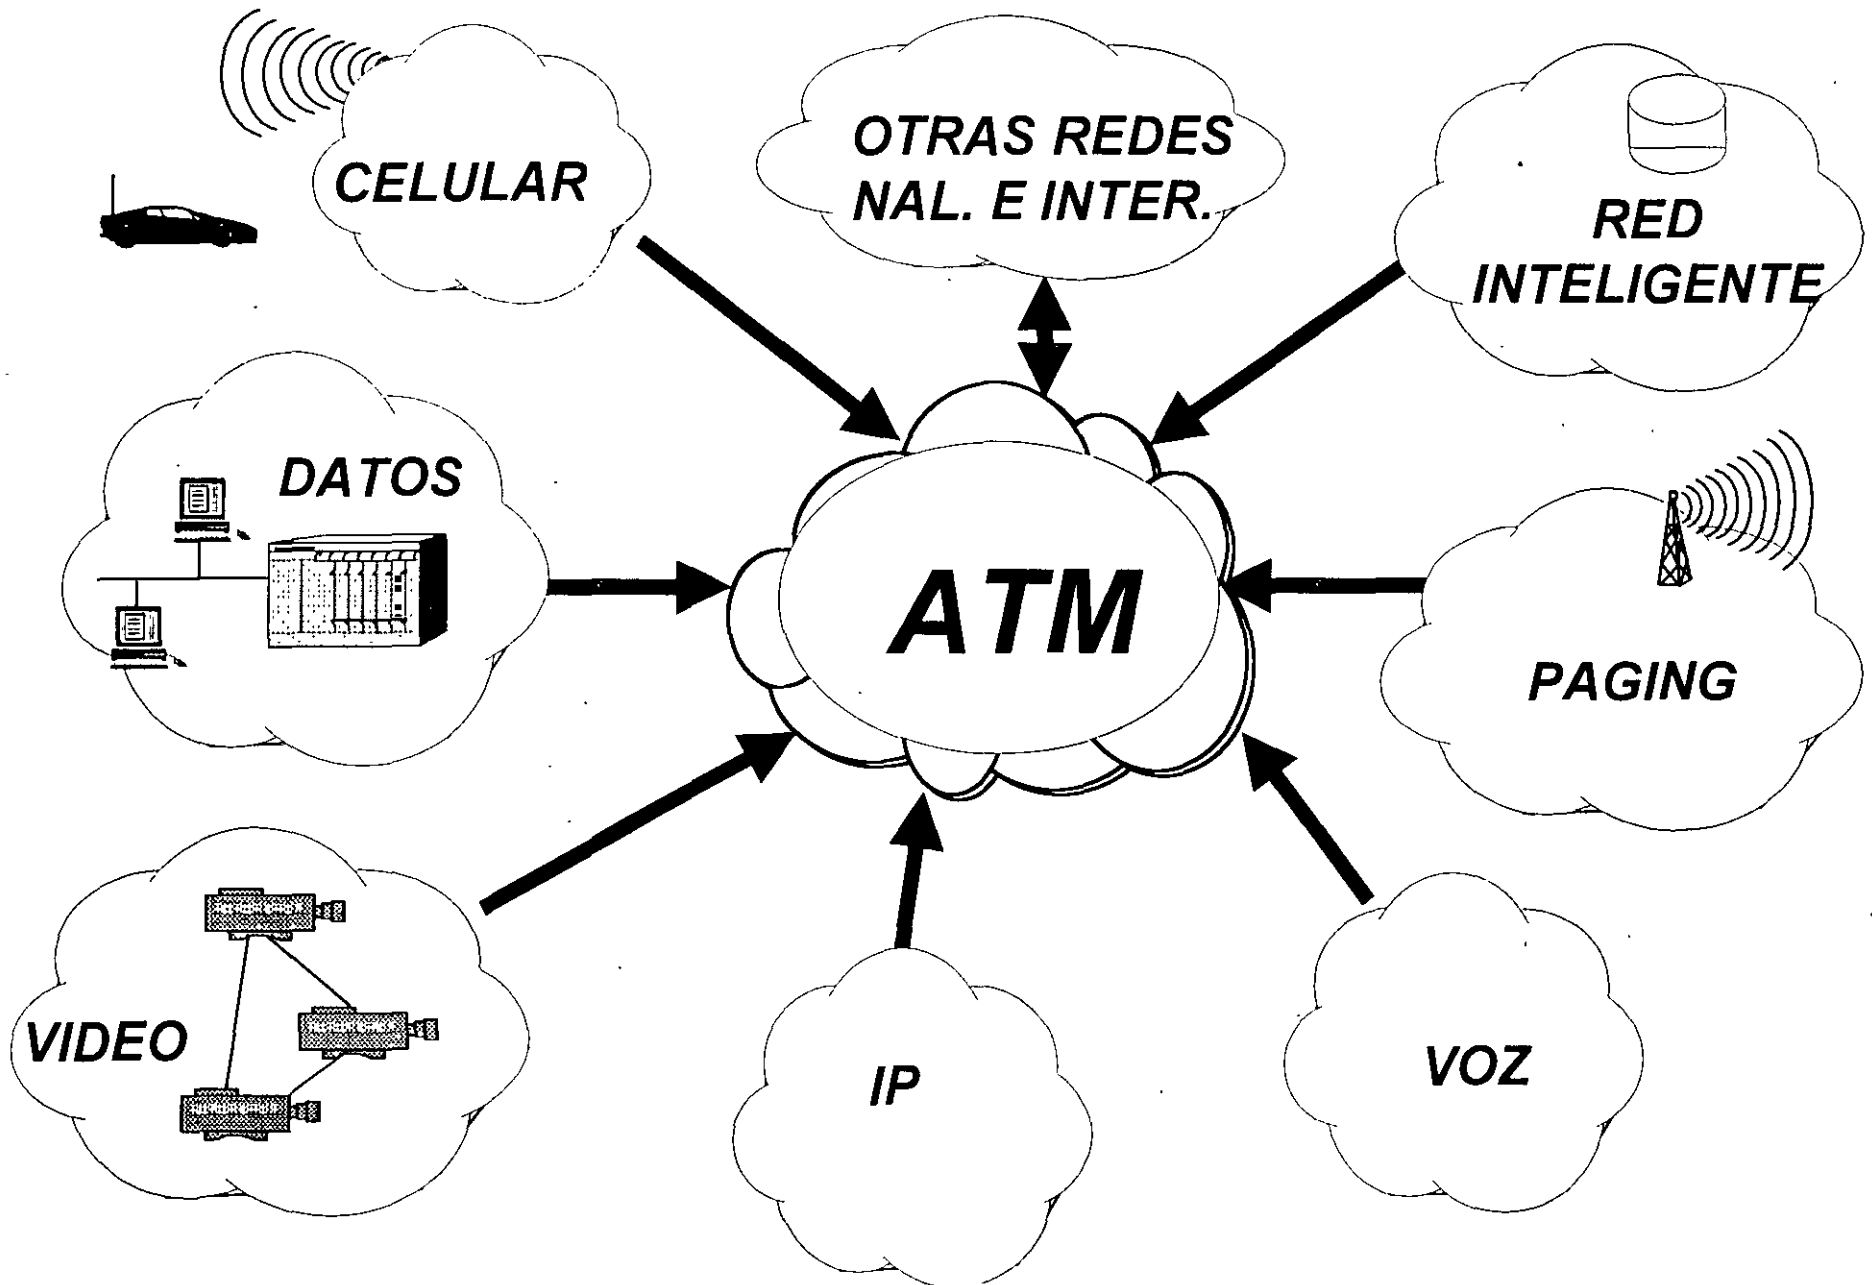 CELULAR
OTRAS REDES
NAL. E INTER.
RED
INTELIGENTE
DATOS
ATM
PAGING
VIDEO
IP
VOZ